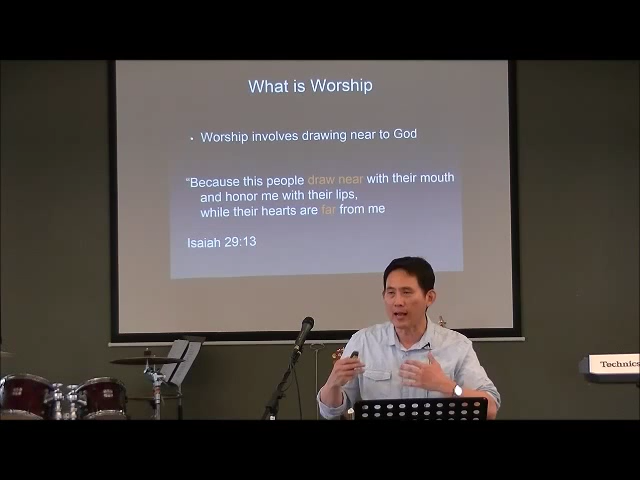 What is Worship
• Worship involves drawing near to God
“Because this people draw near with their mouth
and honor me with their lips,
while their hearts are far from me
Isaiah 29:13
Technics